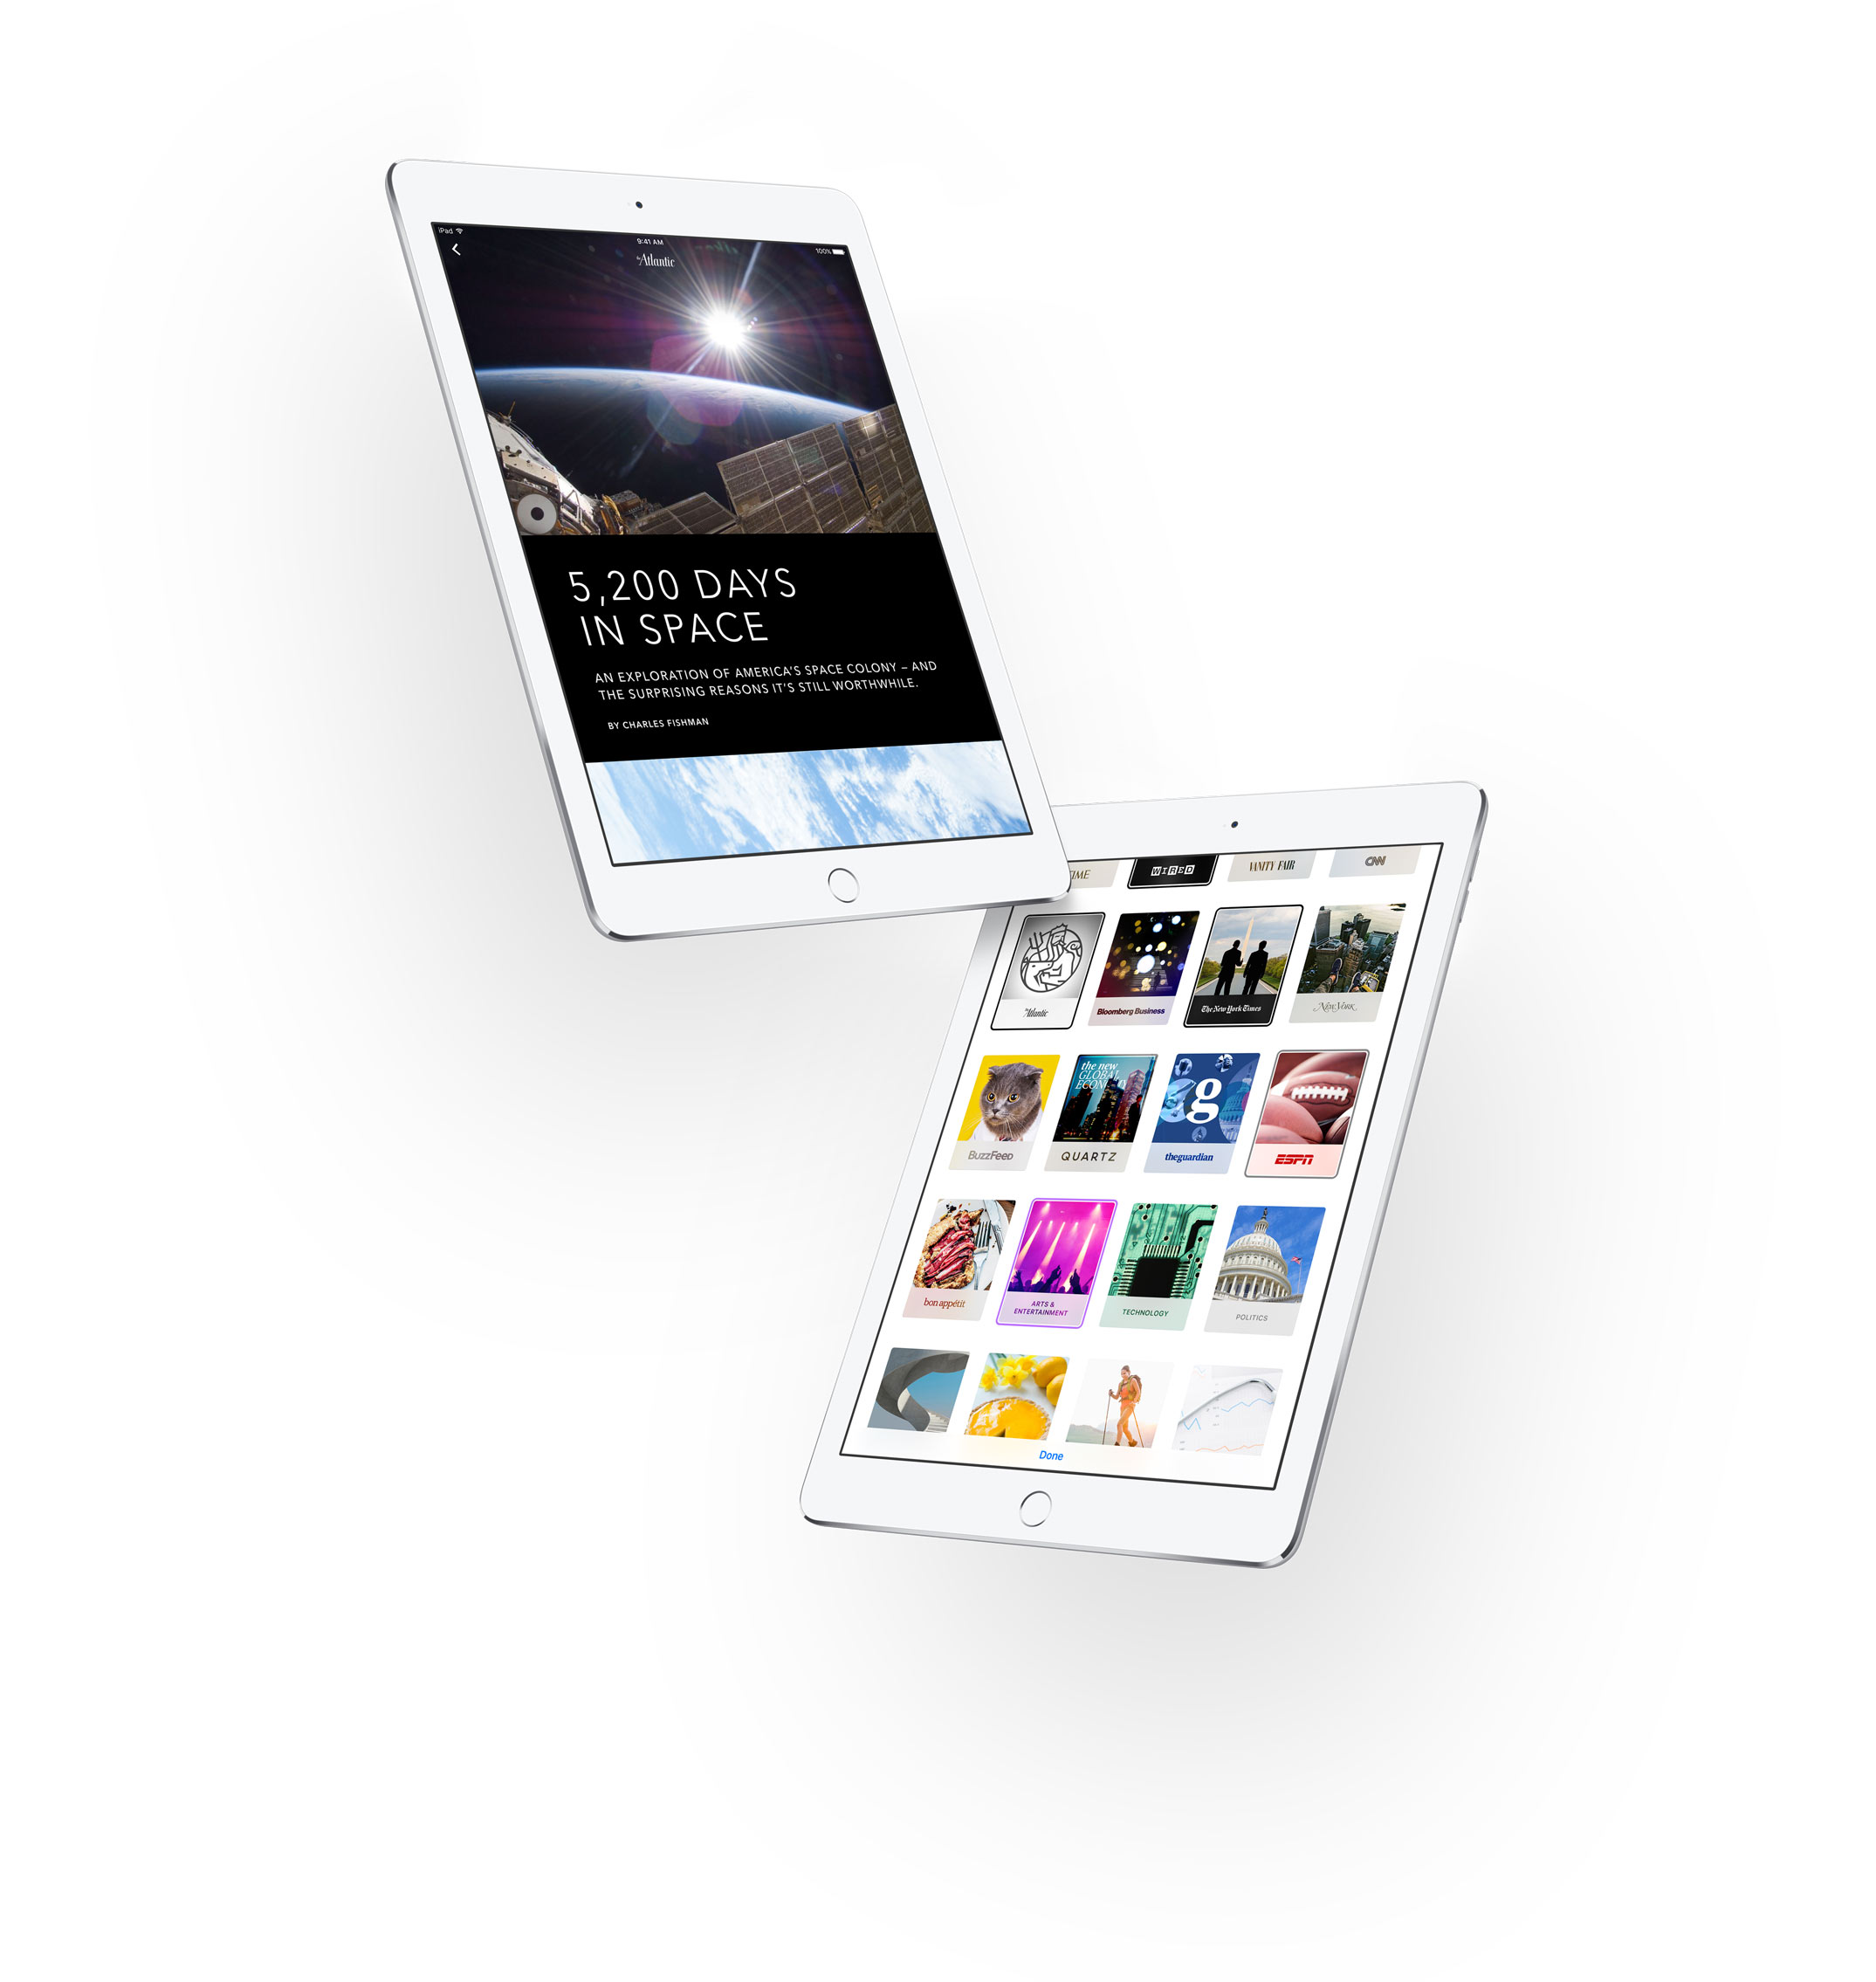 iPad
9:41 AM
100%
The Atlantic
5,200 DAYS
IN SPACE
AN EXPLORATION OF AMERICA'S SPACE COLONY – AND
THE SURPRISING REASONS IT'S STILL WORTHWHILE.
BY CHARLES FISHMAN
WIRED
VANITY FAIR
CNN
The Atlantic
Bloomberg Business
The New York Times
NEW YORK
the new
GLOBAL
ECONOMY
g
BuzzFeed
QUARTZ
theguardian
ESPN
bon appétit
ARTS &
ENTERTAINMENT
TECHNOLOGY
POLITICS
Done